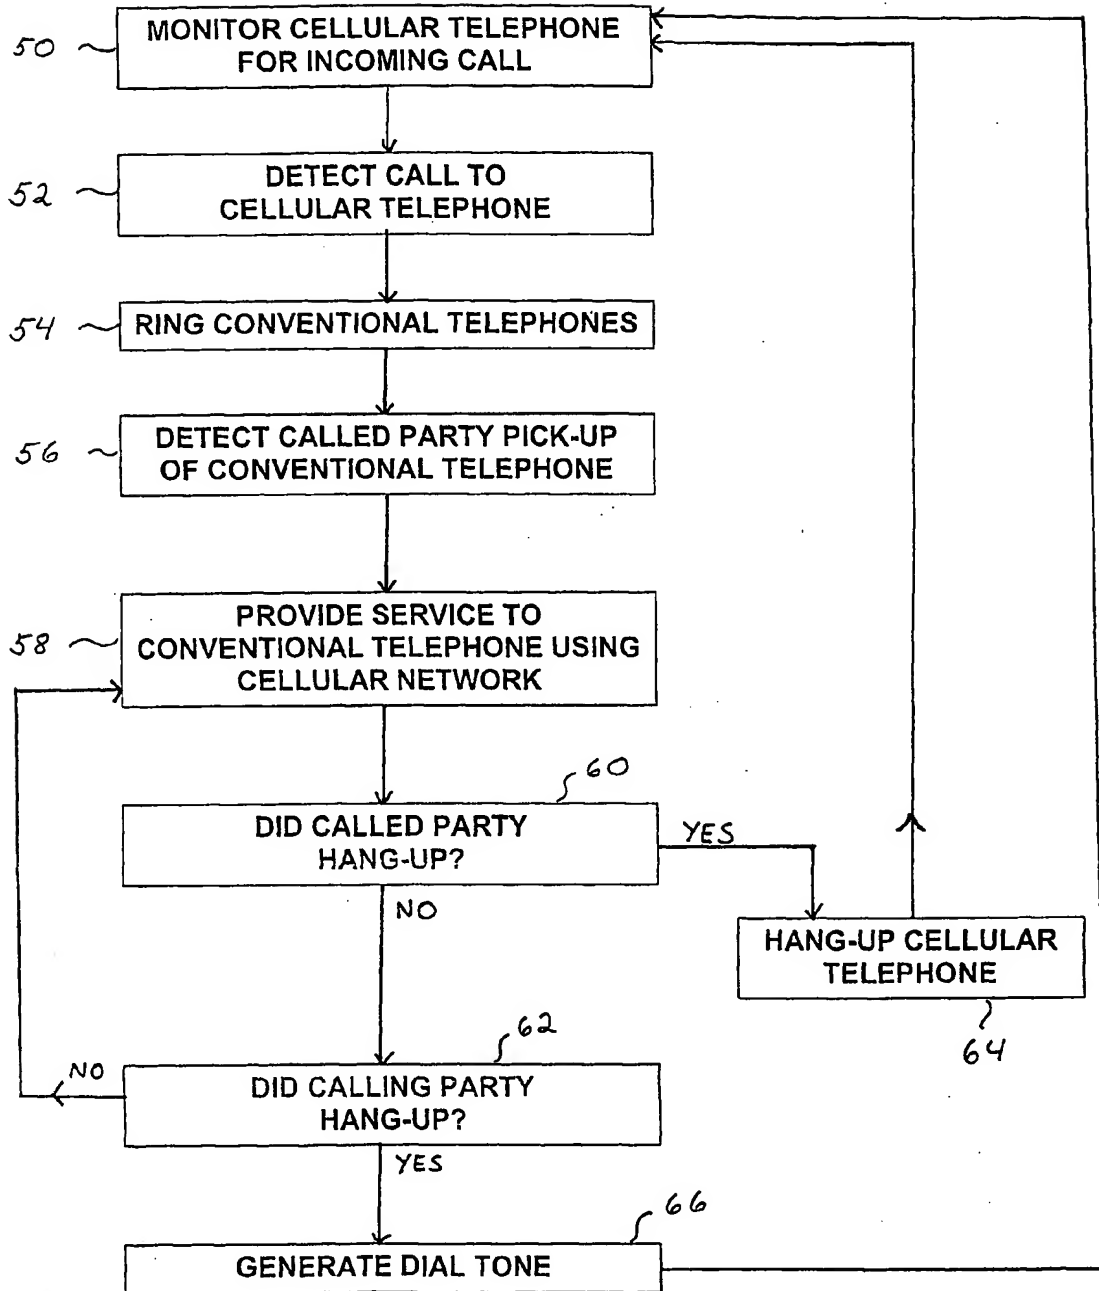 50
MONITOR CELLULAR TELEPHONE
FOR INCOMING CALL
52
DETECT CALL TO
CELLULAR TELEPHONE
54
RING CONVENTIONAL TELEPHONES
56
DETECT CALLED PARTY PICK-UP
OF CONVENTIONAL TELEPHONE
58
PROVIDE SERVICE TO
CONVENTIONAL TELEPHONE USING
CELLULAR NETWORK
60
DID CALLED PARTY
HANG-UP?
YES
NO
HANG-UP CELLULAR
TELEPHONE
64
62
DID CALLING PARTY
HANG-UP?
NO
YES
66
GENERATE DIAL TONE